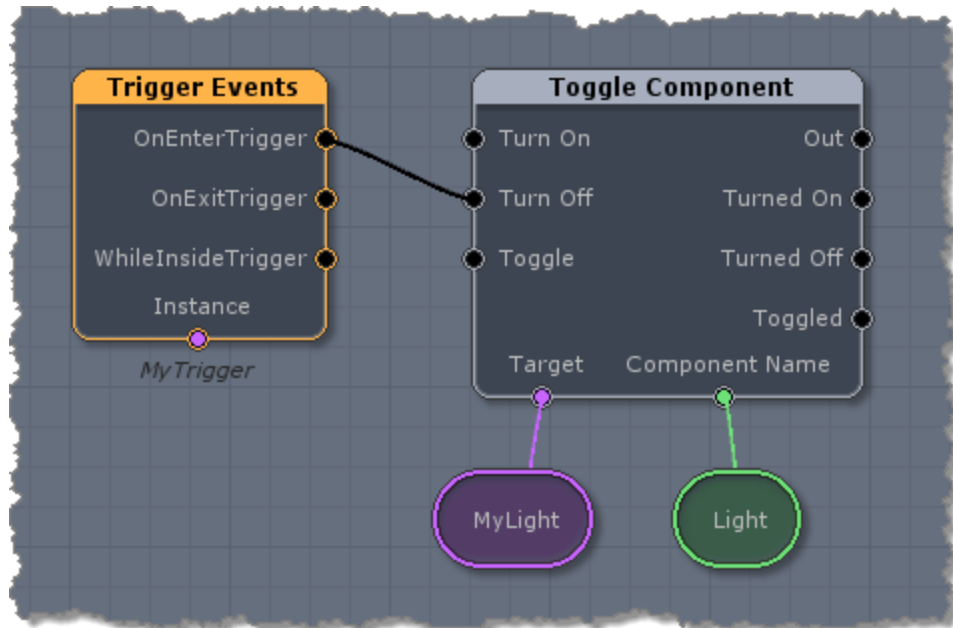 Trigger Events
OnEnterTrigger
OnExitTrigger
WhileInsideTrigger
Instance
MyTrigger
Toggle Component
Turn On
Out
Turn Off
Turned On
Toggle
Turned Off
Toggled
Target
Component Name
MyLight
Light